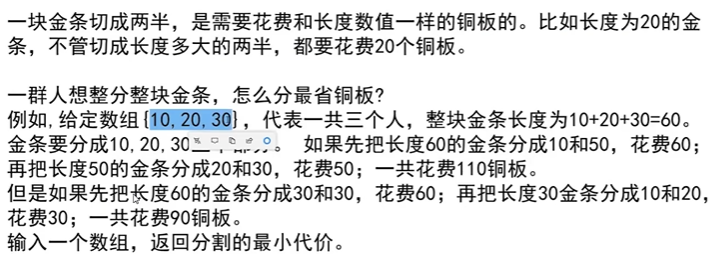 一块金条切成两半，是需要花费和长度数值一样的铜板的。比如长度为20的金
条，不管切成长度多大的两半，都要花费20个铜板。
一群人想整分整块金条，怎么分最省铜板?
例如,给定数组{10,20,30}，代表一共三个人，整块金条长度为10+20+30=60。
金条要分成10,20,30 。 如果先把长度60的金条分成10和50，花费60;
再把长度50的金条分成20和30，花费50;一共花费110铜板。
但是如果先把长度60的金条分成30和30，花费60;再把长度30金条分成10和20，
花费30;一共花费90铜板。
输入一个数组，返回分割的最小代价。